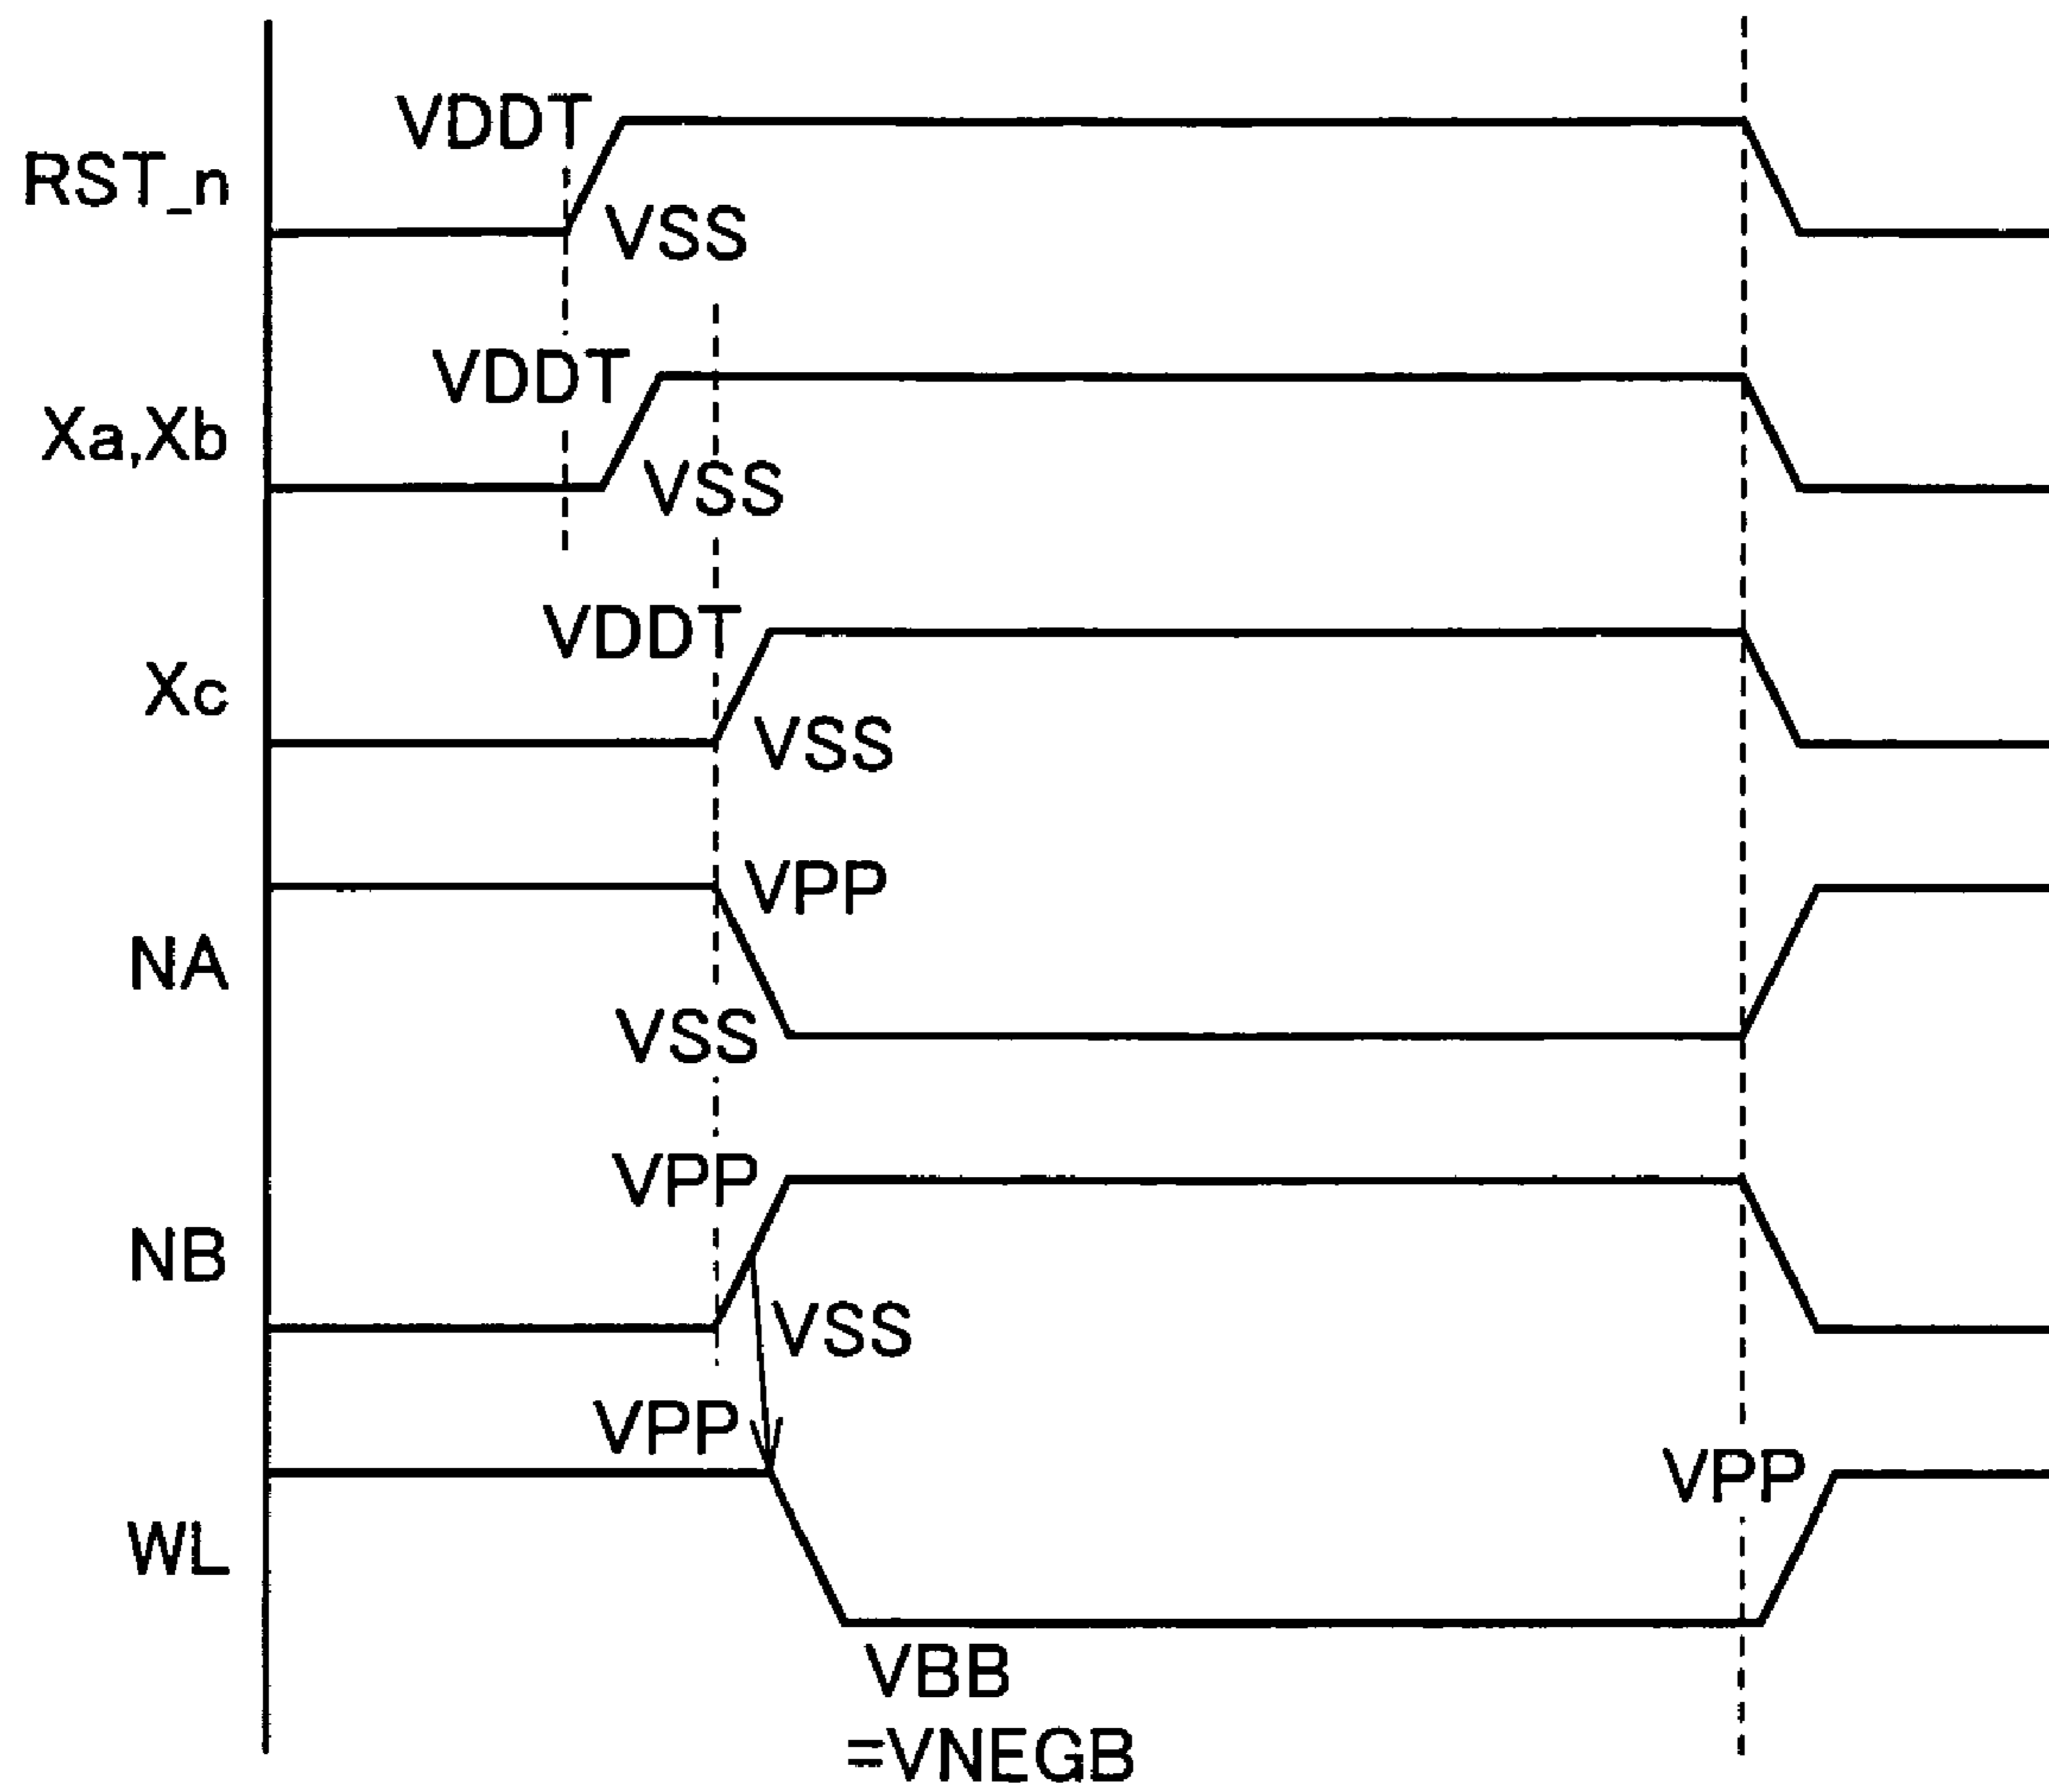 VDDT
RST_n
VSS
VDDT
Xa,Xb
VSS
VDDT
Xc
VSS
VPP
NA
VSS
VPP
NB
VSS
VPP
VPP
WL
VBB
=VNEGB